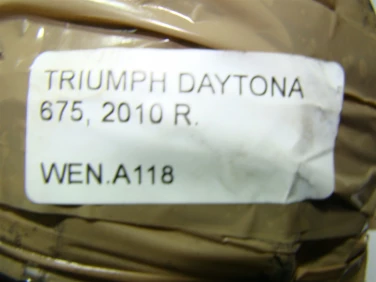 TRIUMPH DAYTONA
675, 2010 R.
WEN.A118